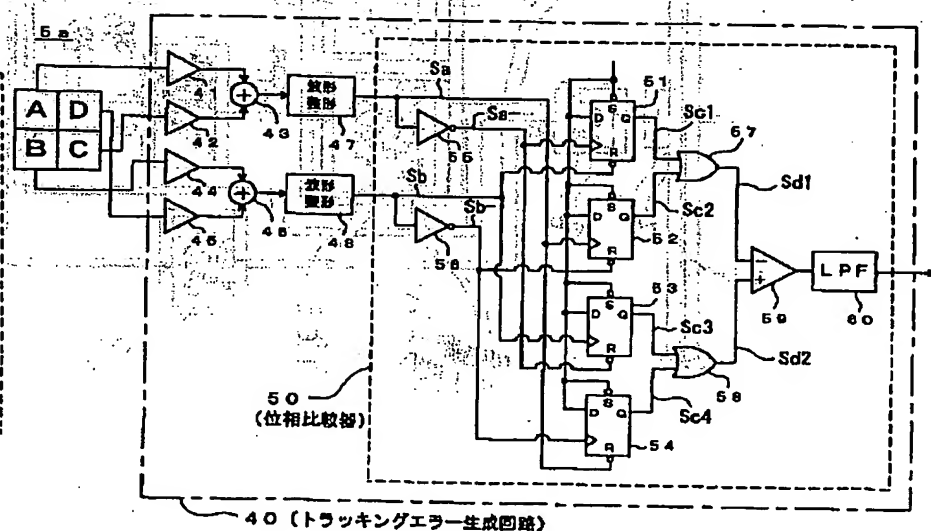 5a
A D
B C
41
42
43
44
45
46
波形
整形
47
波形
整形
48
Sa
Sa
55
Sb
Sb
56
S
D Q
R
51
S
D Q
R
52
S
D Q
R
53
S
D Q
R
54
Sc1
Sc2
Sc3
Sc4
57
58
Sd1
Sd2
−
+
59
LPF
60
50
(位相比較器)
40 (トラッキングエラー生成回路)